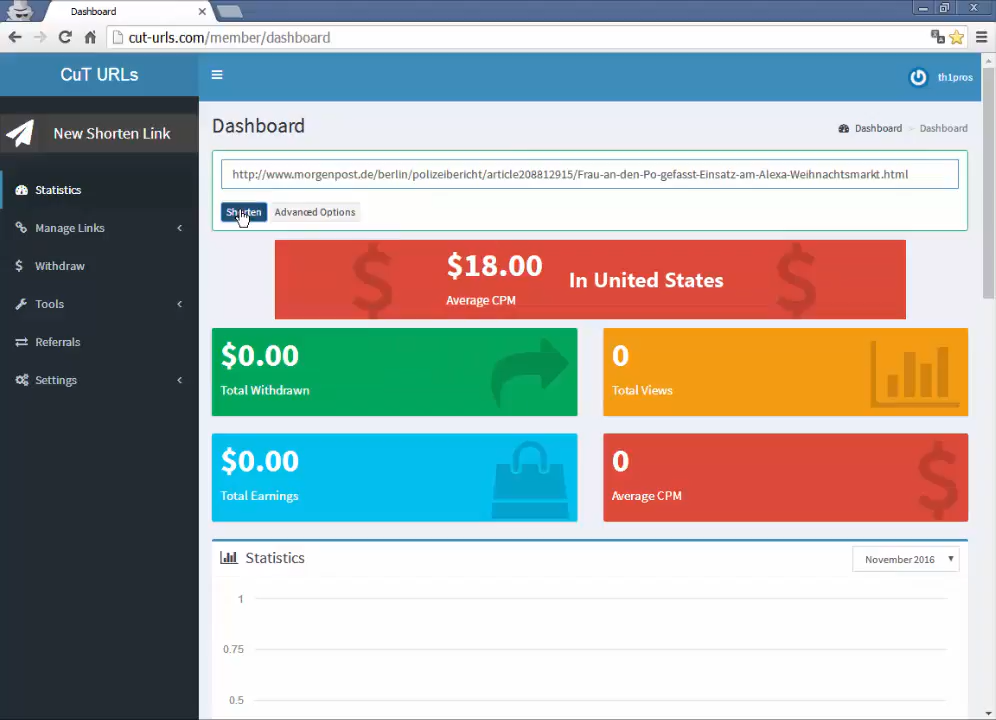 Dashboard
cut-urls.com/member/dashboard
CuT URLs
th1pros
New Shorten Link
Dashboard
Dashboard
Dashboard
http://www.morgenpost.de/berlin/polizeibericht/article208812915/Frau-an-den-Po-gefasst-Einsatz-am-Alexa-Weihnachtsmarkt.html
Statistics
Shorten
Advanced Options
Manage Links
Withdraw
Tools
Referrals
Settings
$18.00
Average CPM
In United States
$0.00
Total Withdrawn
0
Total Views
$0.00
Total Earnings
0
Average CPM
Statistics
November 2016
1
0.75
0.5